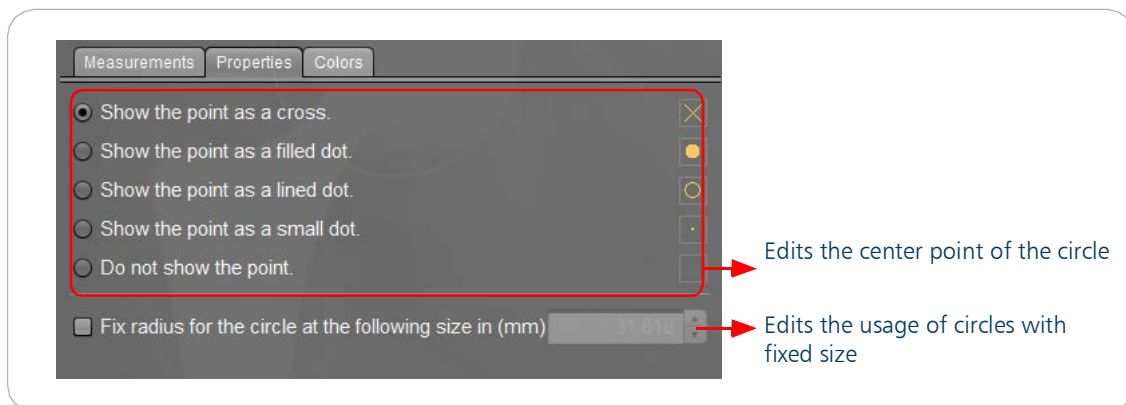 Measurements Properties Colors
Show the point as a cross.
Show the point as a filled dot.
Show the point as a lined dot.
Show the point as a small dot.
Do not show the point.
Edits the center point of the circle
Fix radius for the circle at the following size in (mm) 31.618
Edits the usage of circles with
fixed size